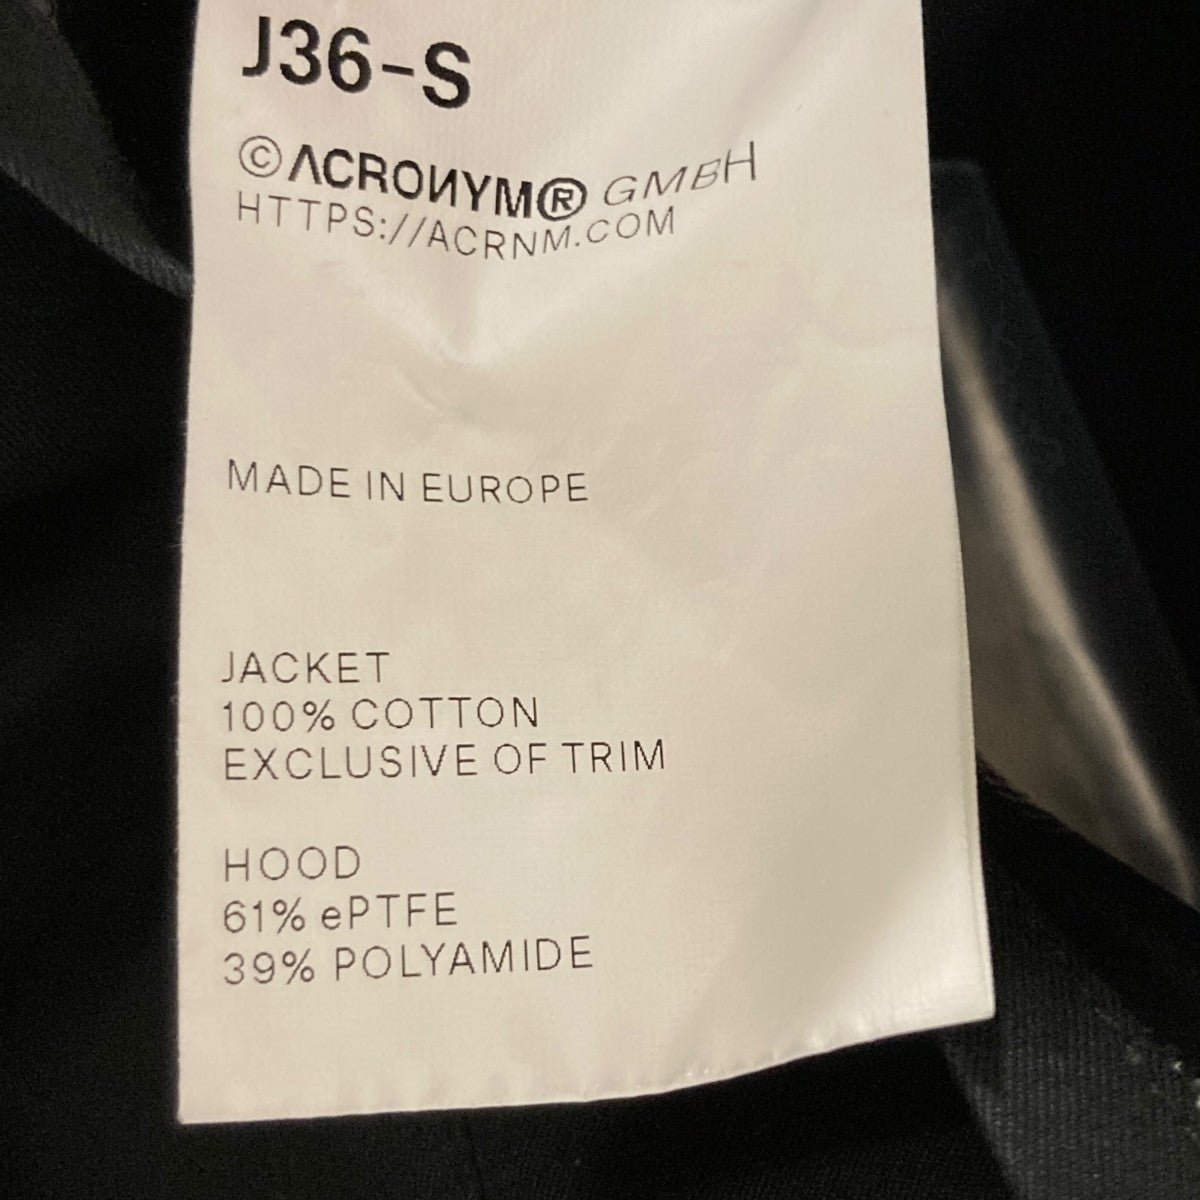 J36-S
©ΛCROИYM® GMBH
HTTPS://ACRNM.COM
MADE IN EUROPE
JACKET
100% COTTON
EXCLUSIVE OF TRIM
HOOD
61% ePTFE
39% POLYAMIDE